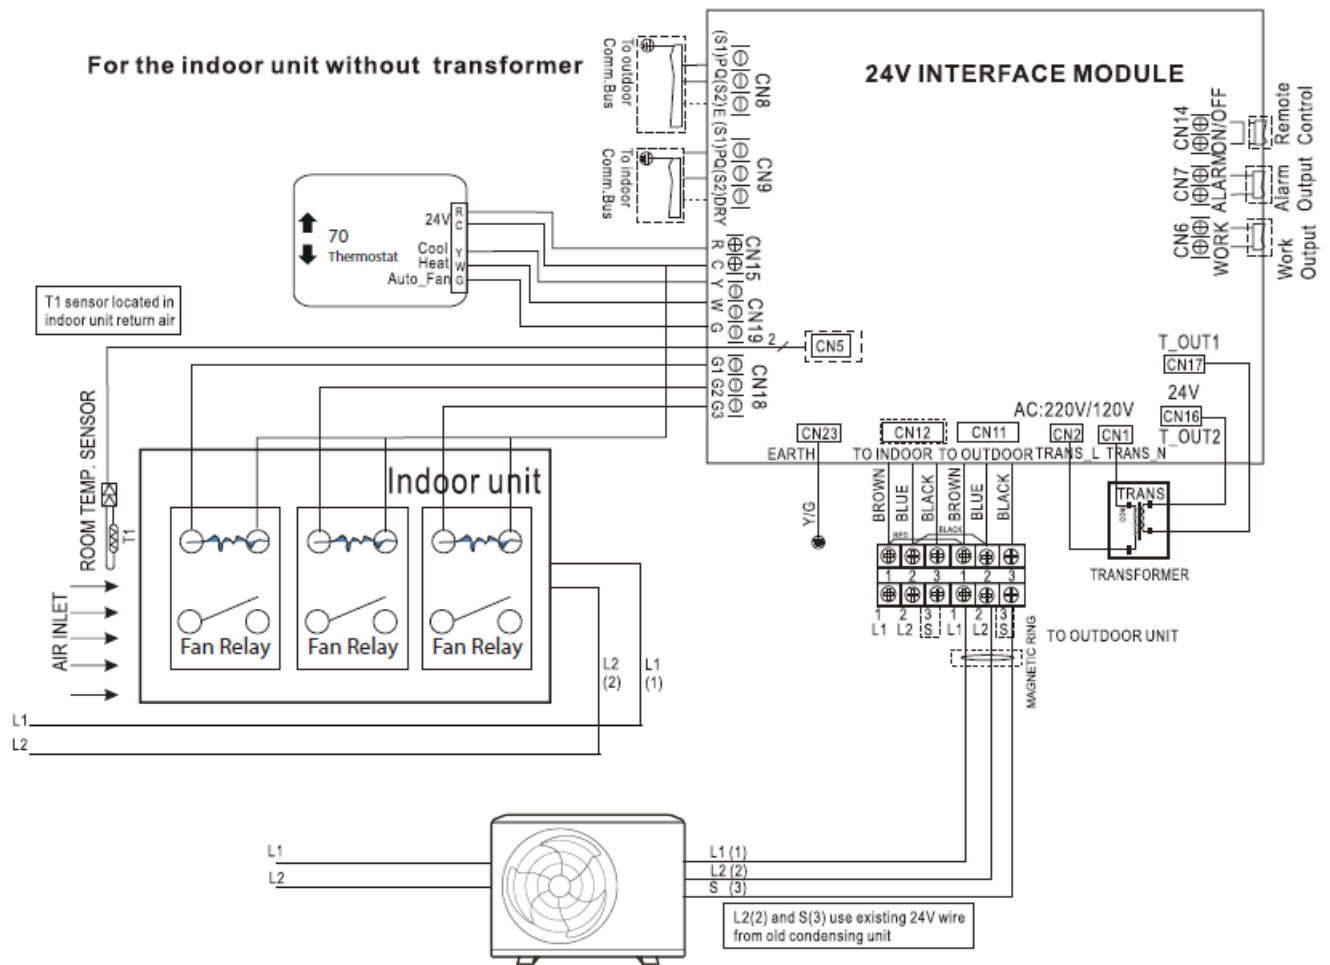 For the indoor unit without transformer
24V INTERFACE MODULE
To outdoor
Comm.Bus
(S1)PQ(S2)E
CN8
To indoor
Comm.Bus
(S1)PQ(S2)DRY
CN9
CN14
ON/OFF
Remote
Control
CN7
ALARM
Alarm
Output
CN6
WORK
Work
Output
70
Thermostat
24V
R
C
Cool Y
Heat W
Auto_Fan G
R
C
CN15
Y
W
G
CN19
T1 sensor located in
indoor unit return air
2
CN5
G1
G2
G3
CN18
T_OUT1
CN17
24V
CN16
T_OUT2
AC:220V/120V
CN23
CN12
CN11
CN2
CN1
EARTH
TO INDOOR
TO OUTDOOR
TRANS_L
TRANS_N
ROOM TEMP. SENSOR
T1
AIR INLET
Indoor unit
Fan Relay
Fan Relay
Fan Relay
Y/G
BROWN
BLUE
BLACK
BROWN
BLUE
BLACK
RED
BLACK
1 2 3 1 2 3
1 2 3 1 2 3
L1 L2 S L1 L2 S
TRANS
TRANSFORMER
TO OUTDOOR UNIT
MAGNETIC RING
L2
(2)
L1
(1)
L1
L2
L1
L2
L1 (1)
L2 (2)
S (3)
L2(2) and S(3) use existing 24V wire
from old condensing unit